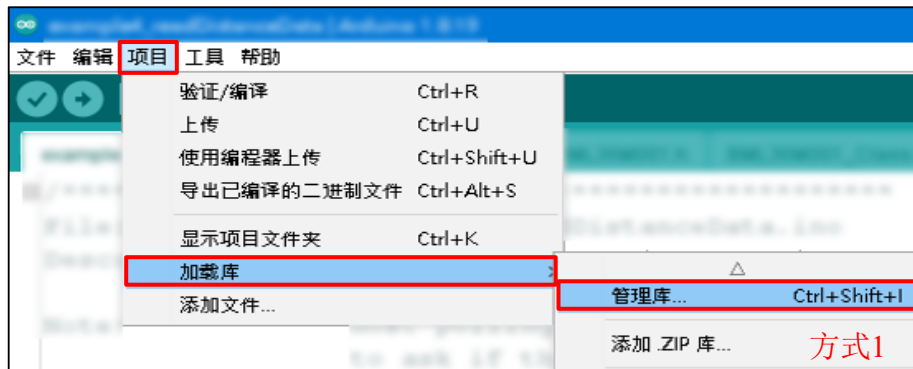 文件 编辑 项目 工具 帮助
验证/编译 Ctrl+R
上传 Ctrl+U
使用编程器上传 Ctrl+Shift+U
导出已编译的二进制文件 Ctrl+Alt+S
显示项目文件夹 Ctrl+K
加载库
添加文件...
管理库... Ctrl+Shift+I
添加 .ZIP 库...
方式1